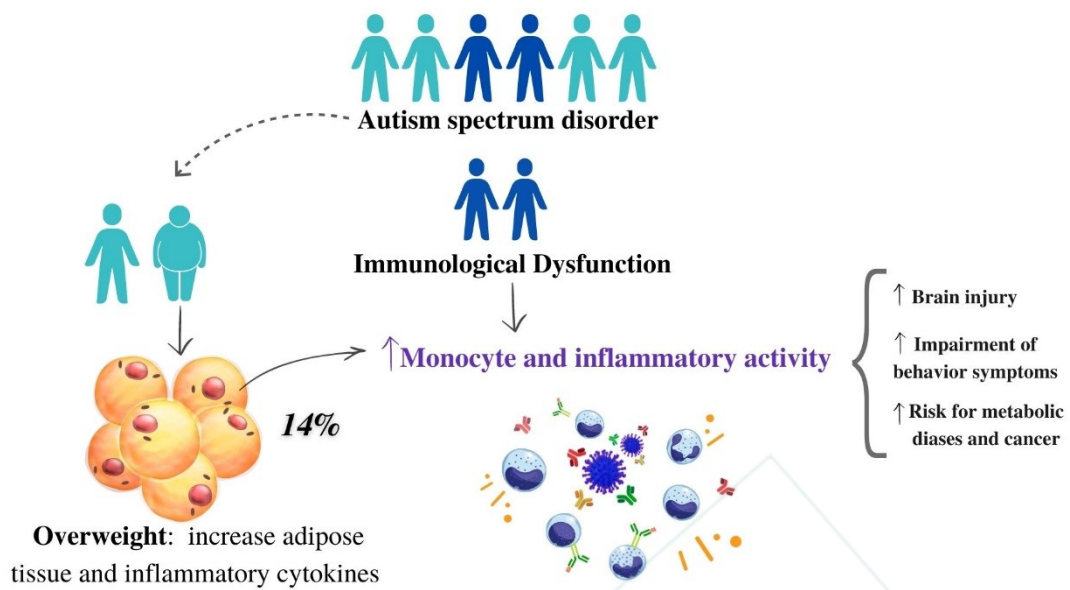 Autism spectrum disorder
Immunological Dysfunction
↑Monocyte and inflammatory activity
14%
Overweight: increase adipose
tissue and inflammatory cytokines
↑ Brain injury
↑ Impairment of
behavior symptoms
↑ Risk for metabolic
diases and cancer